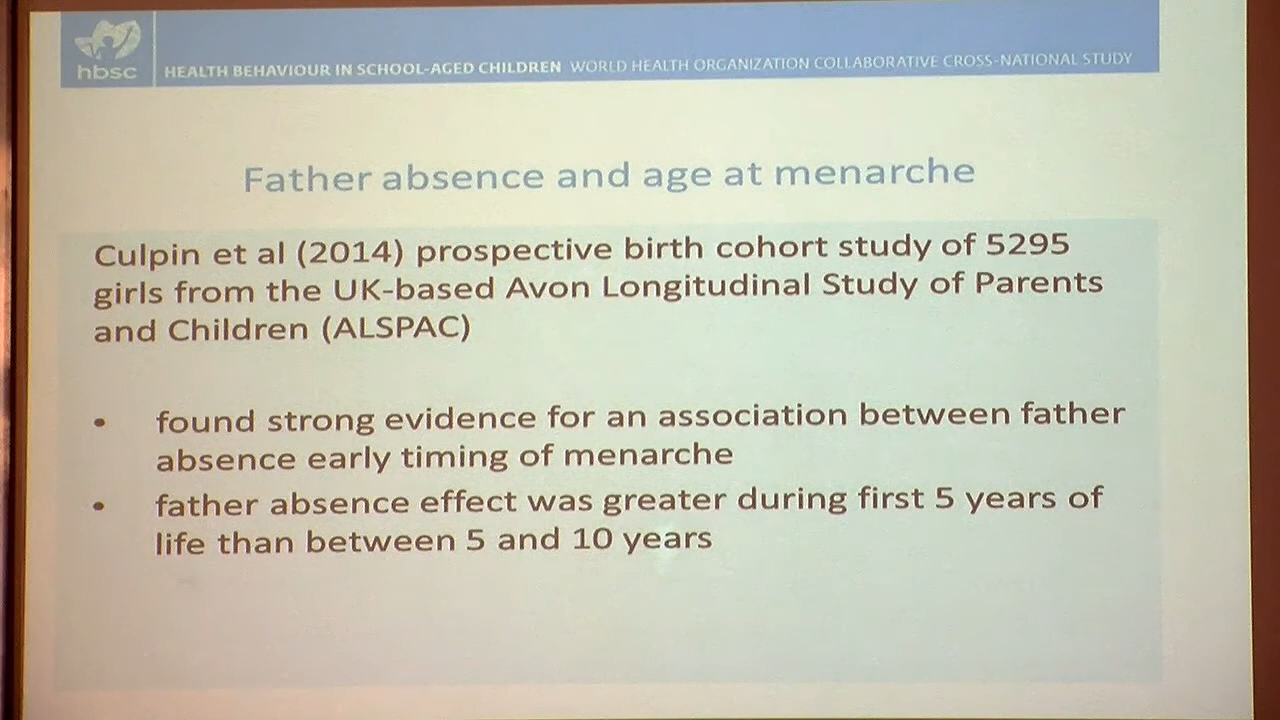 hbsc
HEALTH BEHAVIOUR IN SCHOOL-AGED CHILDREN WORLD HEALTH ORGANIZATION COLLABORATIVE CROSS-NATIONAL STUDY
Father absence and age at menarche
Culpin et al (2014) prospective birth cohort study of 5295
girls from the UK-based Avon Longitudinal Study of Parents
and Children (ALSPAC)
• found strong evidence for an association between father
absence early timing of menarche
• father absence effect was greater during first 5 years of
life than between 5 and 10 years